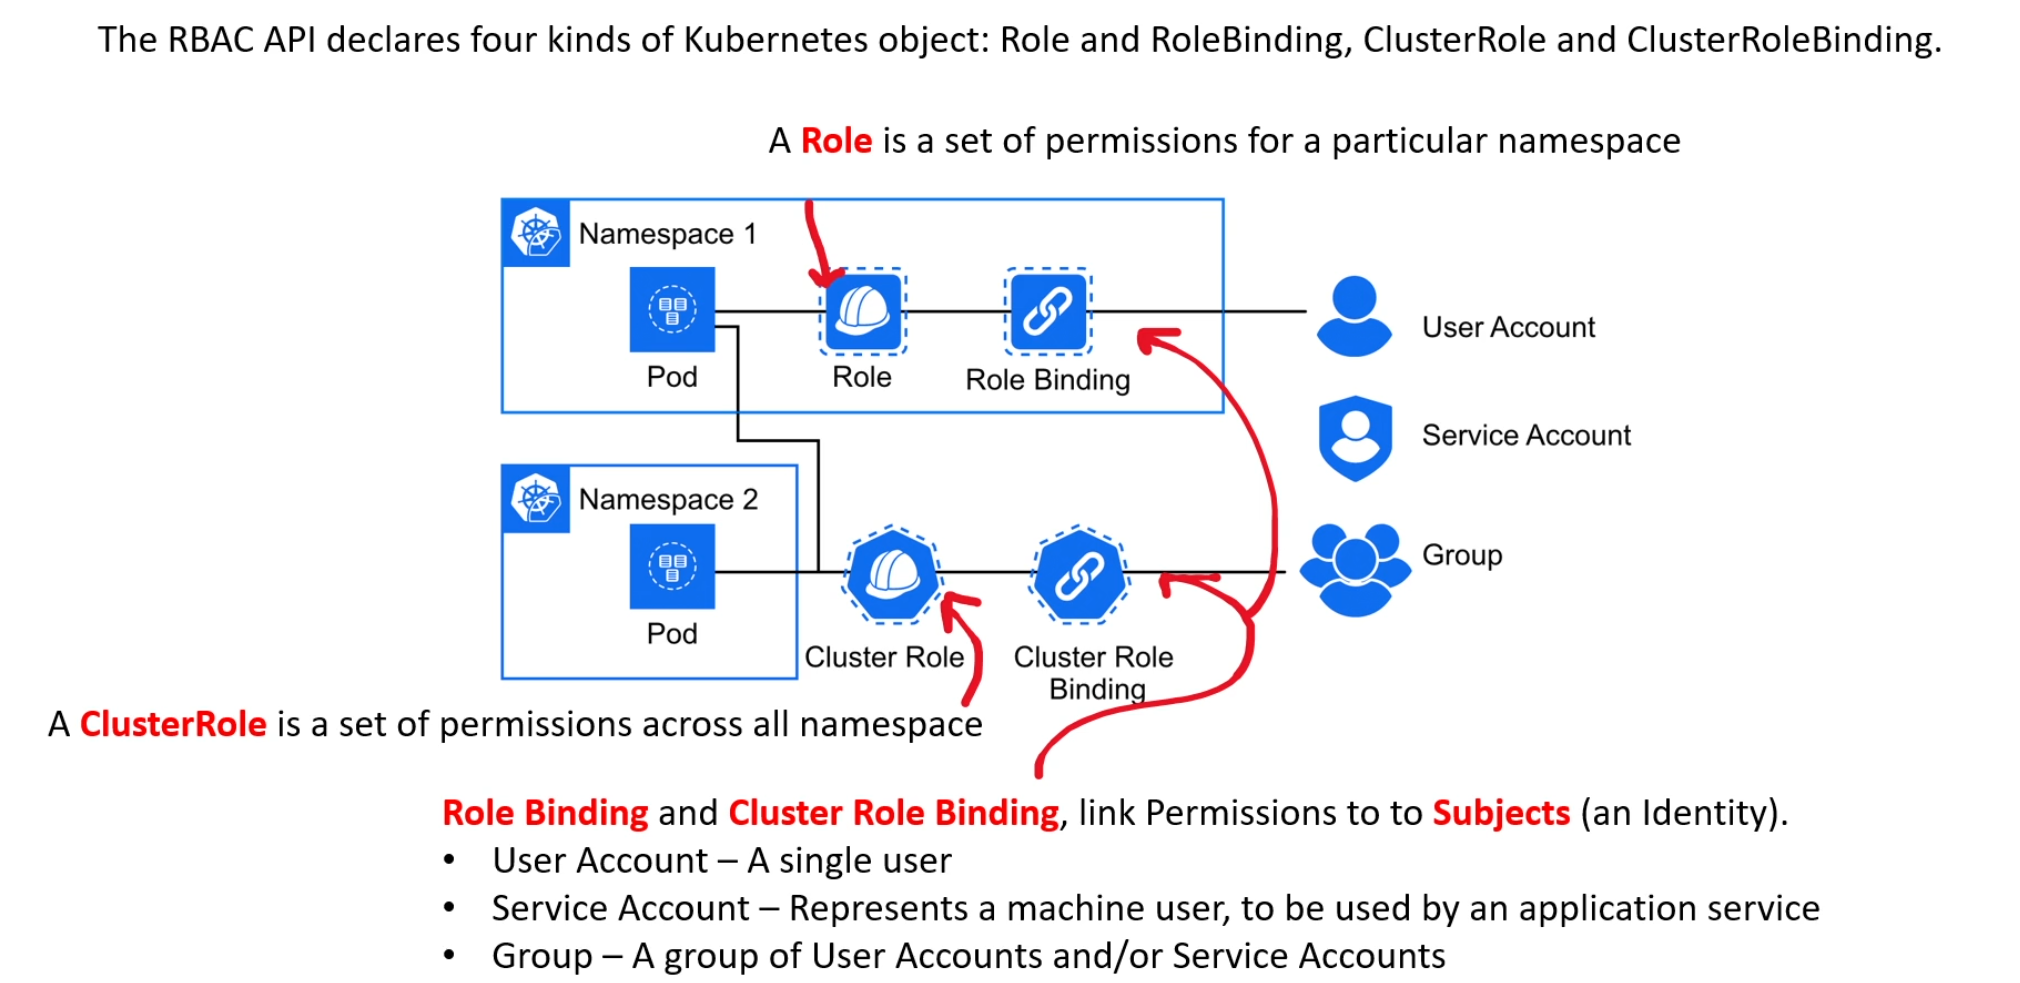 The RBAC API declares four kinds of Kubernetes object: Role and RoleBinding, ClusterRole and ClusterRoleBinding.
A Role is a set of permissions for a particular namespace
Namespace 1
Pod
Role
Role Binding
User Account
Service Account
Namespace 2
Group
Pod
Cluster Role
Cluster Role
Binding
A ClusterRole is a set of permissions across all namespace
Role Binding and Cluster Role Binding, link Permissions to to Subjects (an Identity).
• User Account – A single user
• Service Account – Represents a machine user, to be used by an application service
• Group – A group of User Accounts and/or Service Accounts